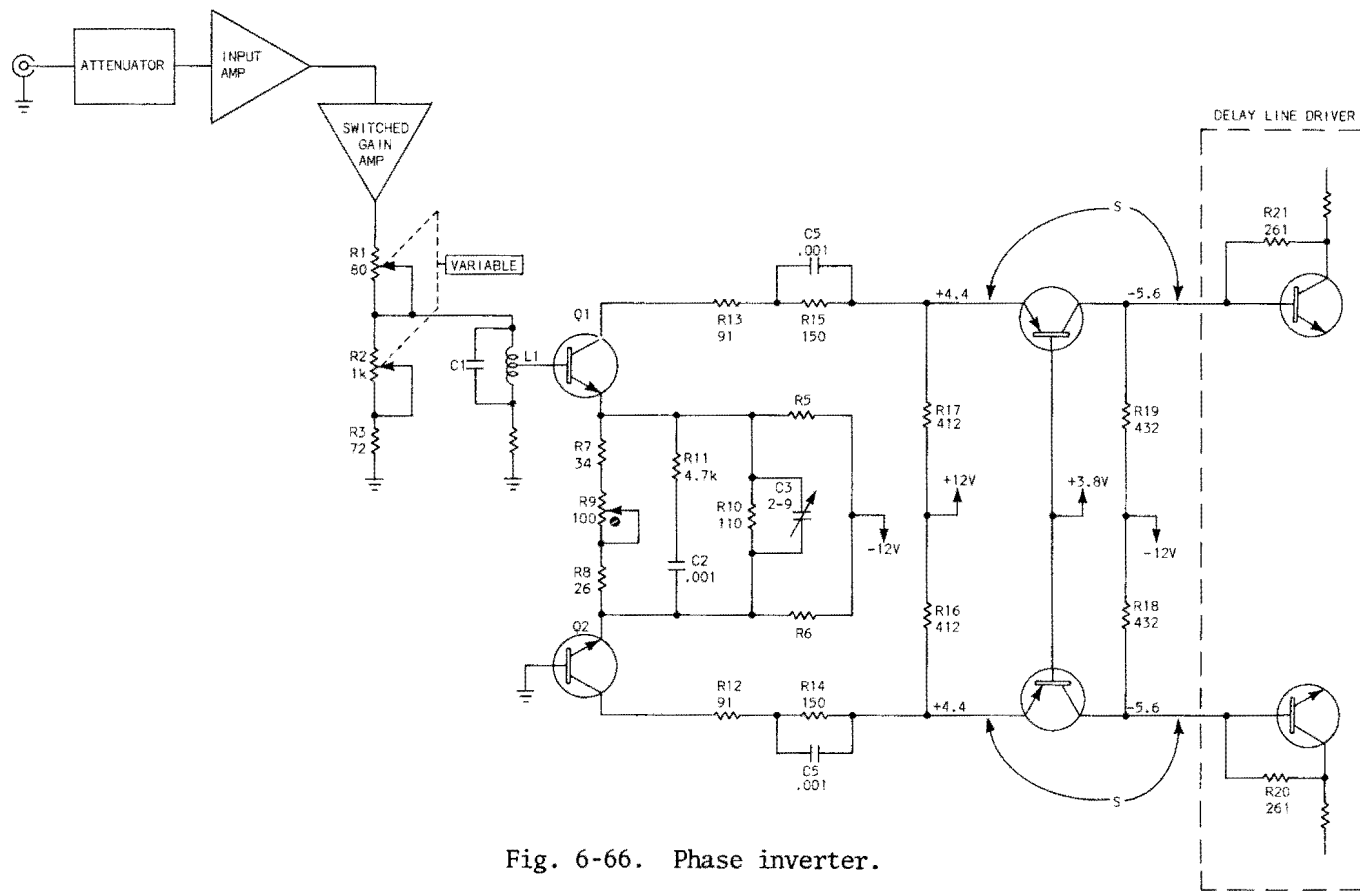 ATTENUATOR
INPUT
AMP
SWITCHED
GAIN
AMP
DELAY LINE DRIVER
R1
80
VARIABLE
R2
1k
R3
72
C1
L1
Q1
R13
91
C5
.001
R15
150
S
+4.4
-5.6
R21
261
R5
R7
34
R11
4.7k
R9
100
R10
110
C3
2-9
-12V
R8
26
C2
.001
R6
R17
412
+12V
R16
412
+3.8V
R19
432
-12V
R18
432
Q2
R12
91
R14
150
C5
.001
+4.4
-5.6
S
R20
261
Fig. 6-66. Phase inverter.